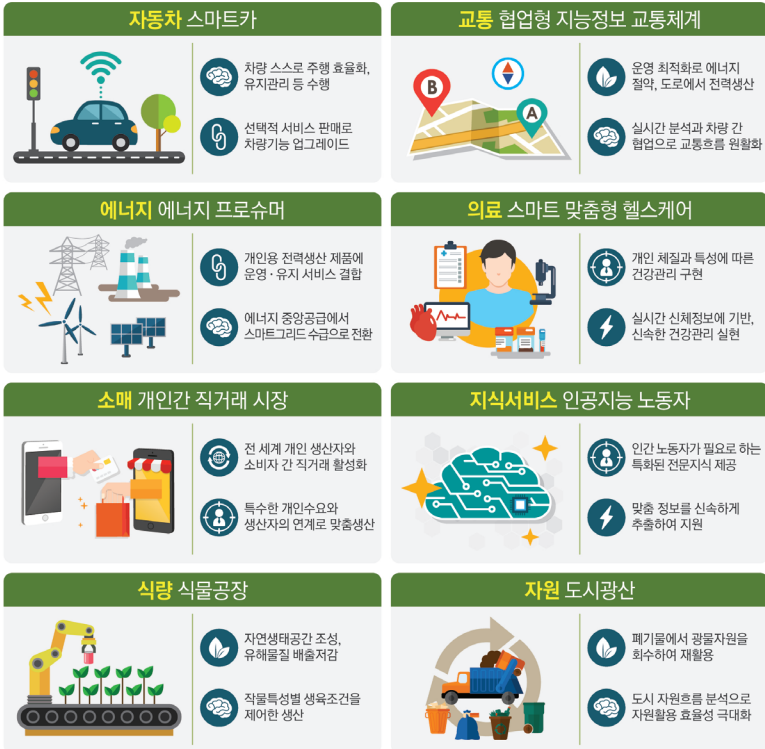 자동차 스마트카
차량 스스로 주행 효율화,
유지관리 등 수행
선택적 서비스 판매로
차량기능 업그레이드
교통 협업형 지능정보 교통체계
B
A
운영 최적화로 에너지
절약, 도로에서 전력생산
실시간 분석과 차량 간
협업으로 교통흐름 원활화
에너지 에너지 프로슈머
개인용 전력생산 제품에
운영·유지 서비스 결합
에너지 중앙공급에서
스마트그리드 수급으로 전환
의료 스마트 맞춤형 헬스케어
개인 체질과 특성에 따른
건강관리 구현
실시간 신체정보에 기반,
신속한 건강관리 실현
소매 개인간 직거래 시장
전 세계 개인 생산자와
소비자 간 직거래 활성화
특수한 개인수요와
생산자의 연계로 맞춤생산
지식서비스 인공지능 노동자
인간 노동자가 필요로 하는
특화된 전문지식 제공
맞춤 정보를 신속하게
추출하여 지원
식량 식물공장
자연생태공간 조성,
유해물질 배출저감
작물특성별 생육조건을
제어한 생산
자원 도시광산
폐기물에서 광물자원을
회수하여 재활용
도시 자원흐름 분석으로
자원활용 효율성 극대화